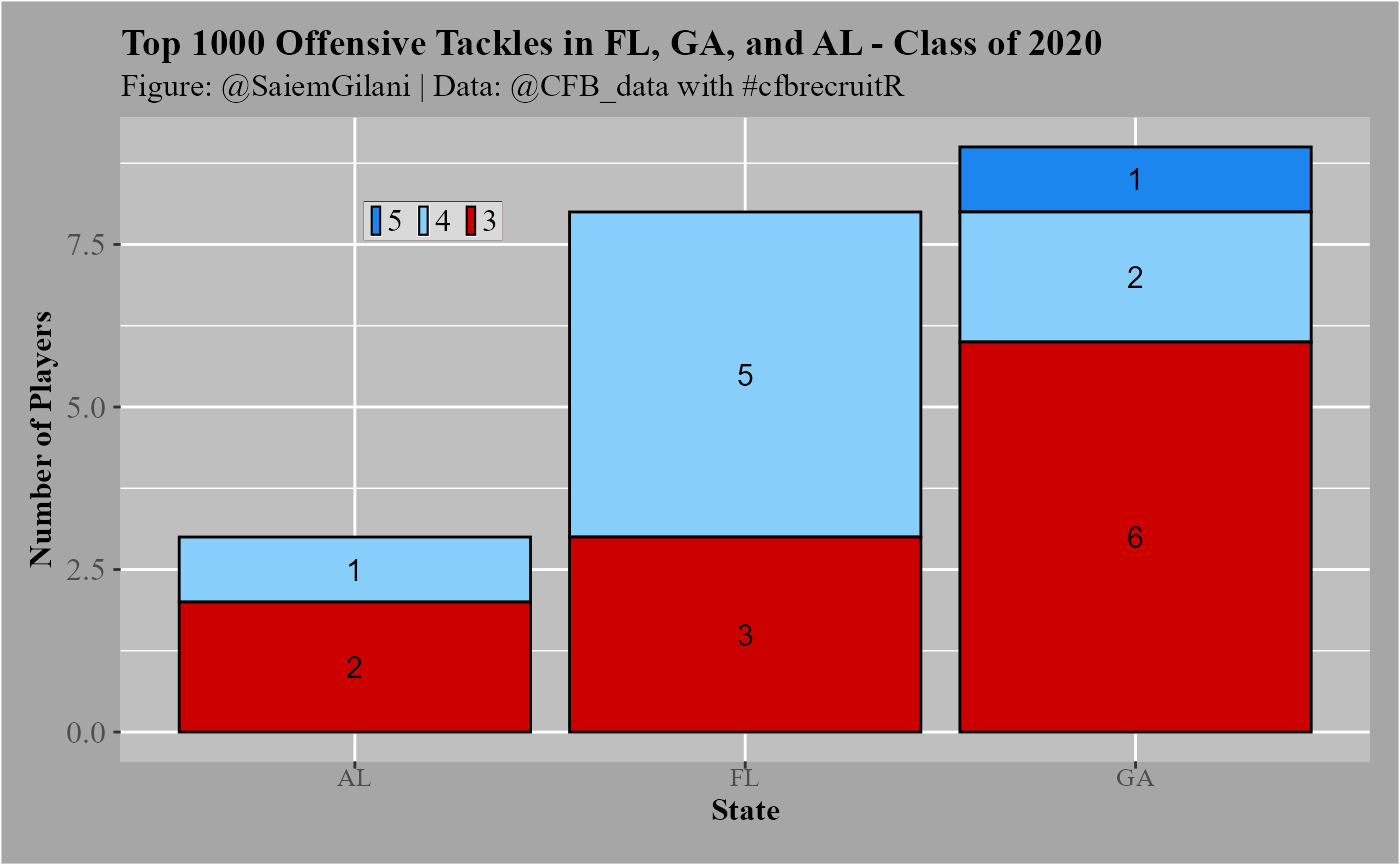 Top 1000 Offensive Tackles in FL, GA, and AL - Class of 2020
Figure: @SaiemGilani | Data: @CFB_data with #cfbrecruitR
Number of Players
7.5
5.0
2.5
0.0
5 4 3
1
2
5
3
1
2
6
AL FL GA
State